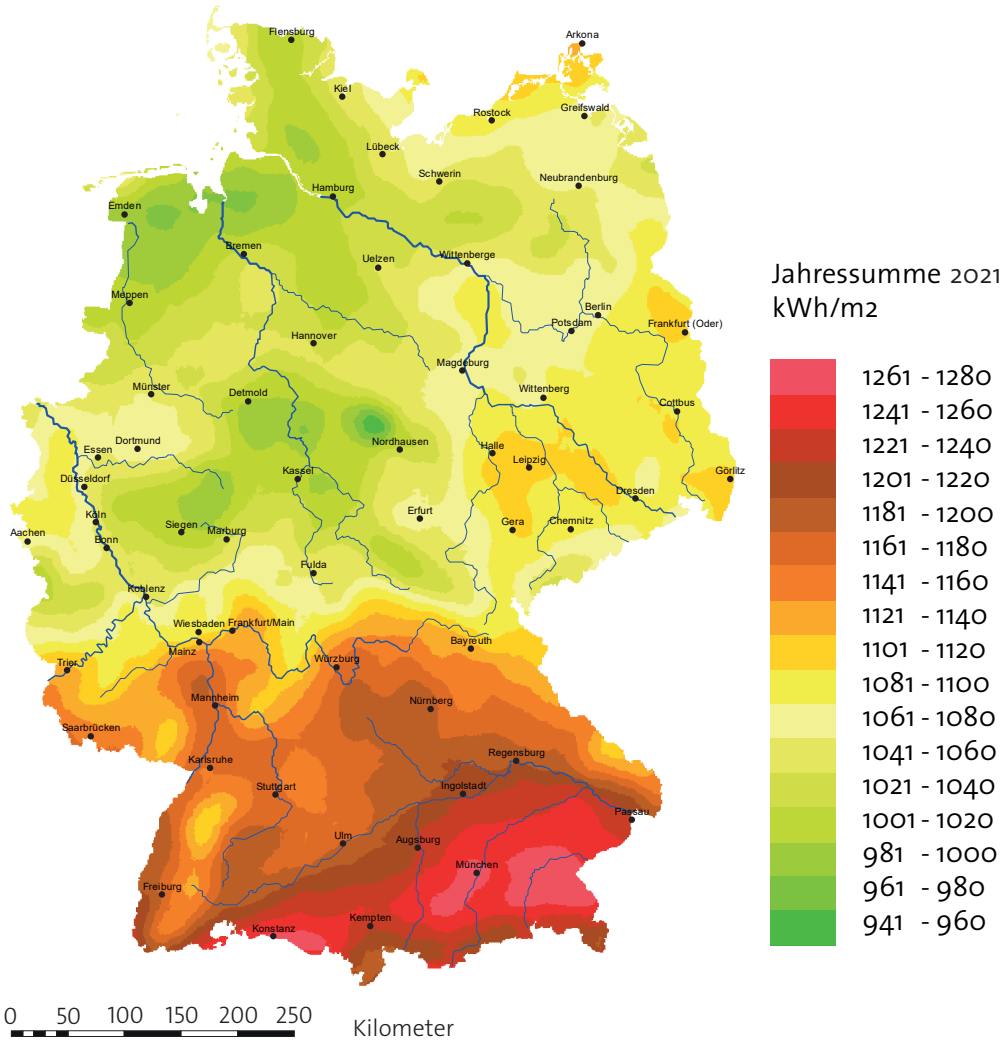 Flensburg
Arkona
Kiel
Rostock
Greifswald
Lübeck
Schwerin
Neubrandenburg
Hamburg
Emden
Bremen
Uelzen
Wittenberge
Meppen
Berlin
Potsdam
Frankfurt (Oder)
Hannover
Magdeburg
Münster
Detmold
Wittenberg
Cottbus
Dortmund
Essen
Nordhausen
Halle
Leipzig
Düsseldorf
Kassel
Görlitz
Dresden
Köln
Erfurt
Siegen
Marburg
Gera
Chemnitz
Aachen
Bonn
Fulda
Koblenz
Wiesbaden
Frankfurt/Main
Mainz
Bayreuth
Trier
Würzburg
Mannheim
Nürnberg
Saarbrücken
Regensburg
Karlsruhe
Stuttgart
Ingolstadt
Passau
Ulm
Augsburg
München
Freiburg
Kempten
Konstanz
Jahressumme 2021
kWh/m2
1261 - 1280
1241 - 1260
1221 - 1240
1201 - 1220
1181 - 1200
1161 - 1180
1141 - 1160
1121 - 1140
1101 - 1120
1081 - 1100
1061 - 1080
1041 - 1060
1021 - 1040
1001 - 1020
981 - 1000
961 - 980
941 - 960
0 50 100 150 200 250
Kilometer